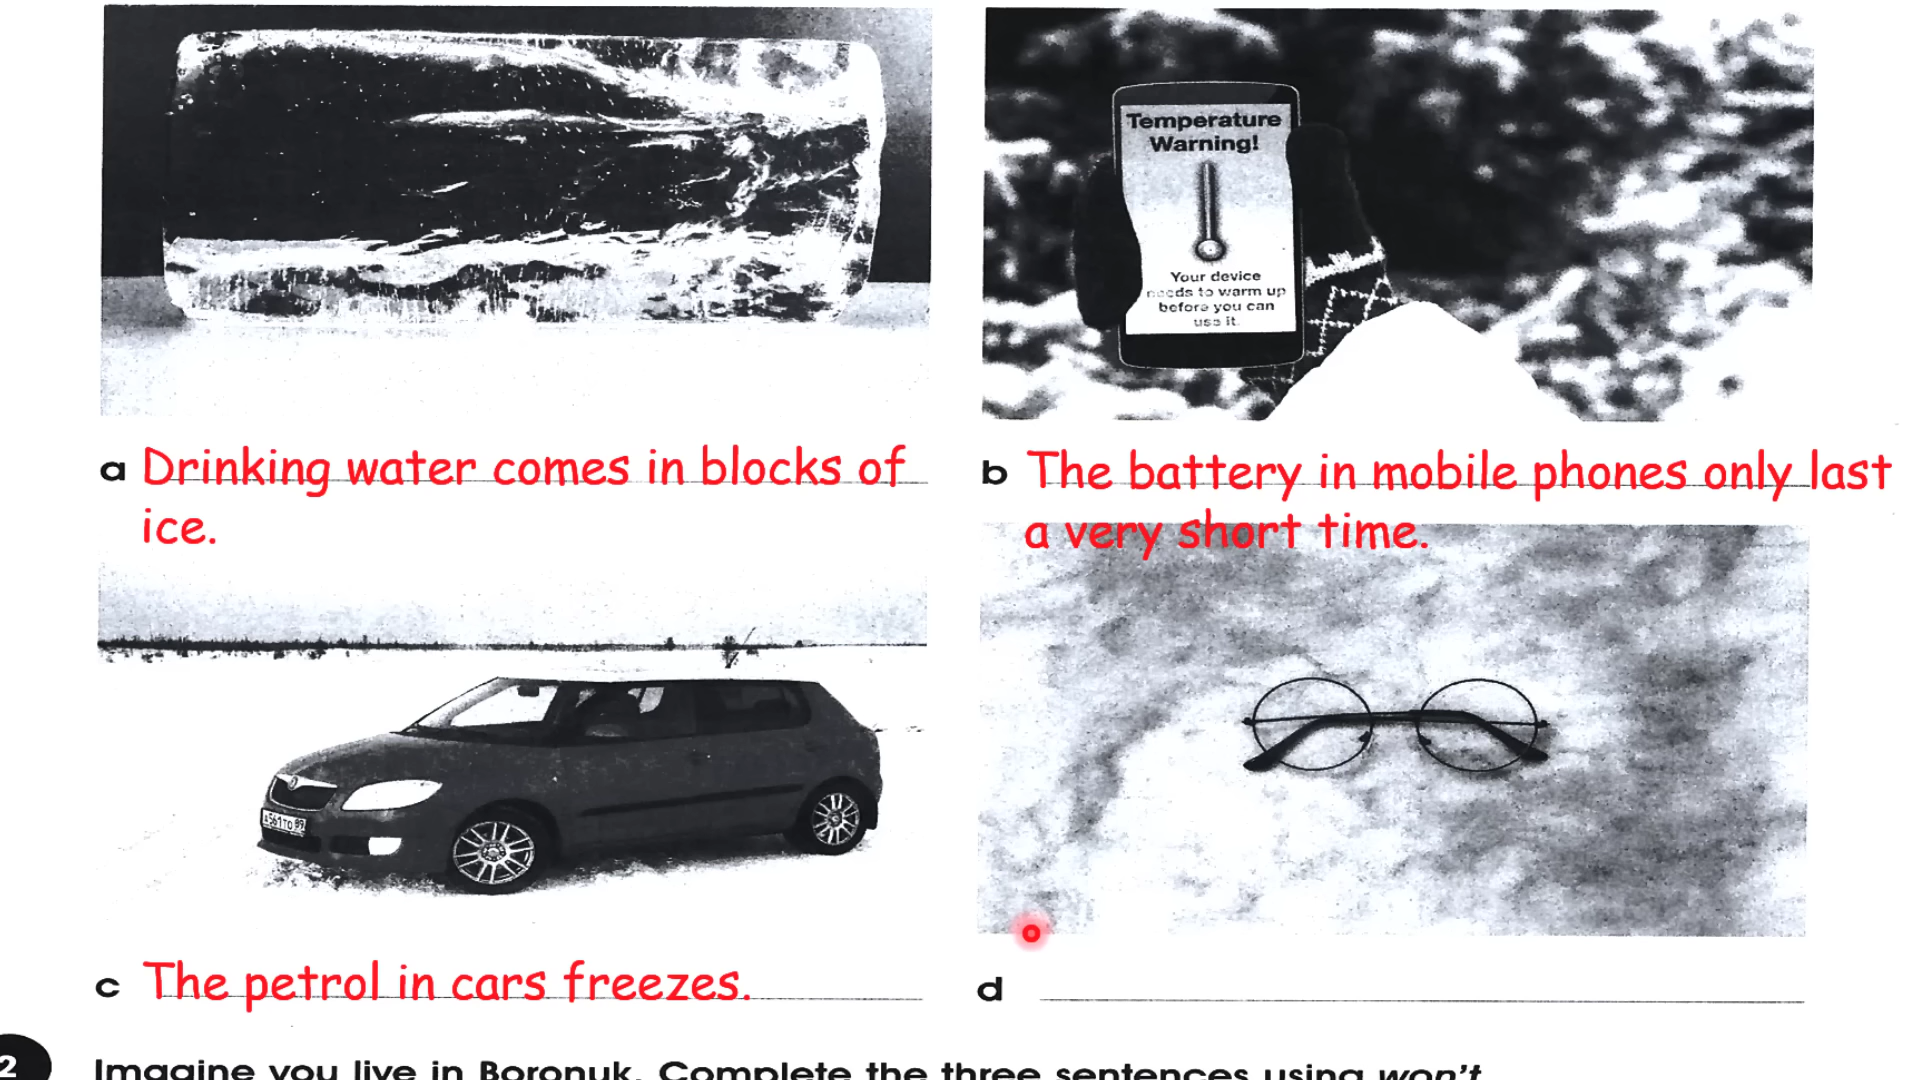 Temperature
Warning!
Your device
needs to warm up
before you can
use it.
a Drinking water comes in blocks of
ice.
b The battery in mobile phones only last
a very short time.
c The petrol in cars freezes.
d
2 Imagine you live in Boronuk. Complete the three sentences using won't